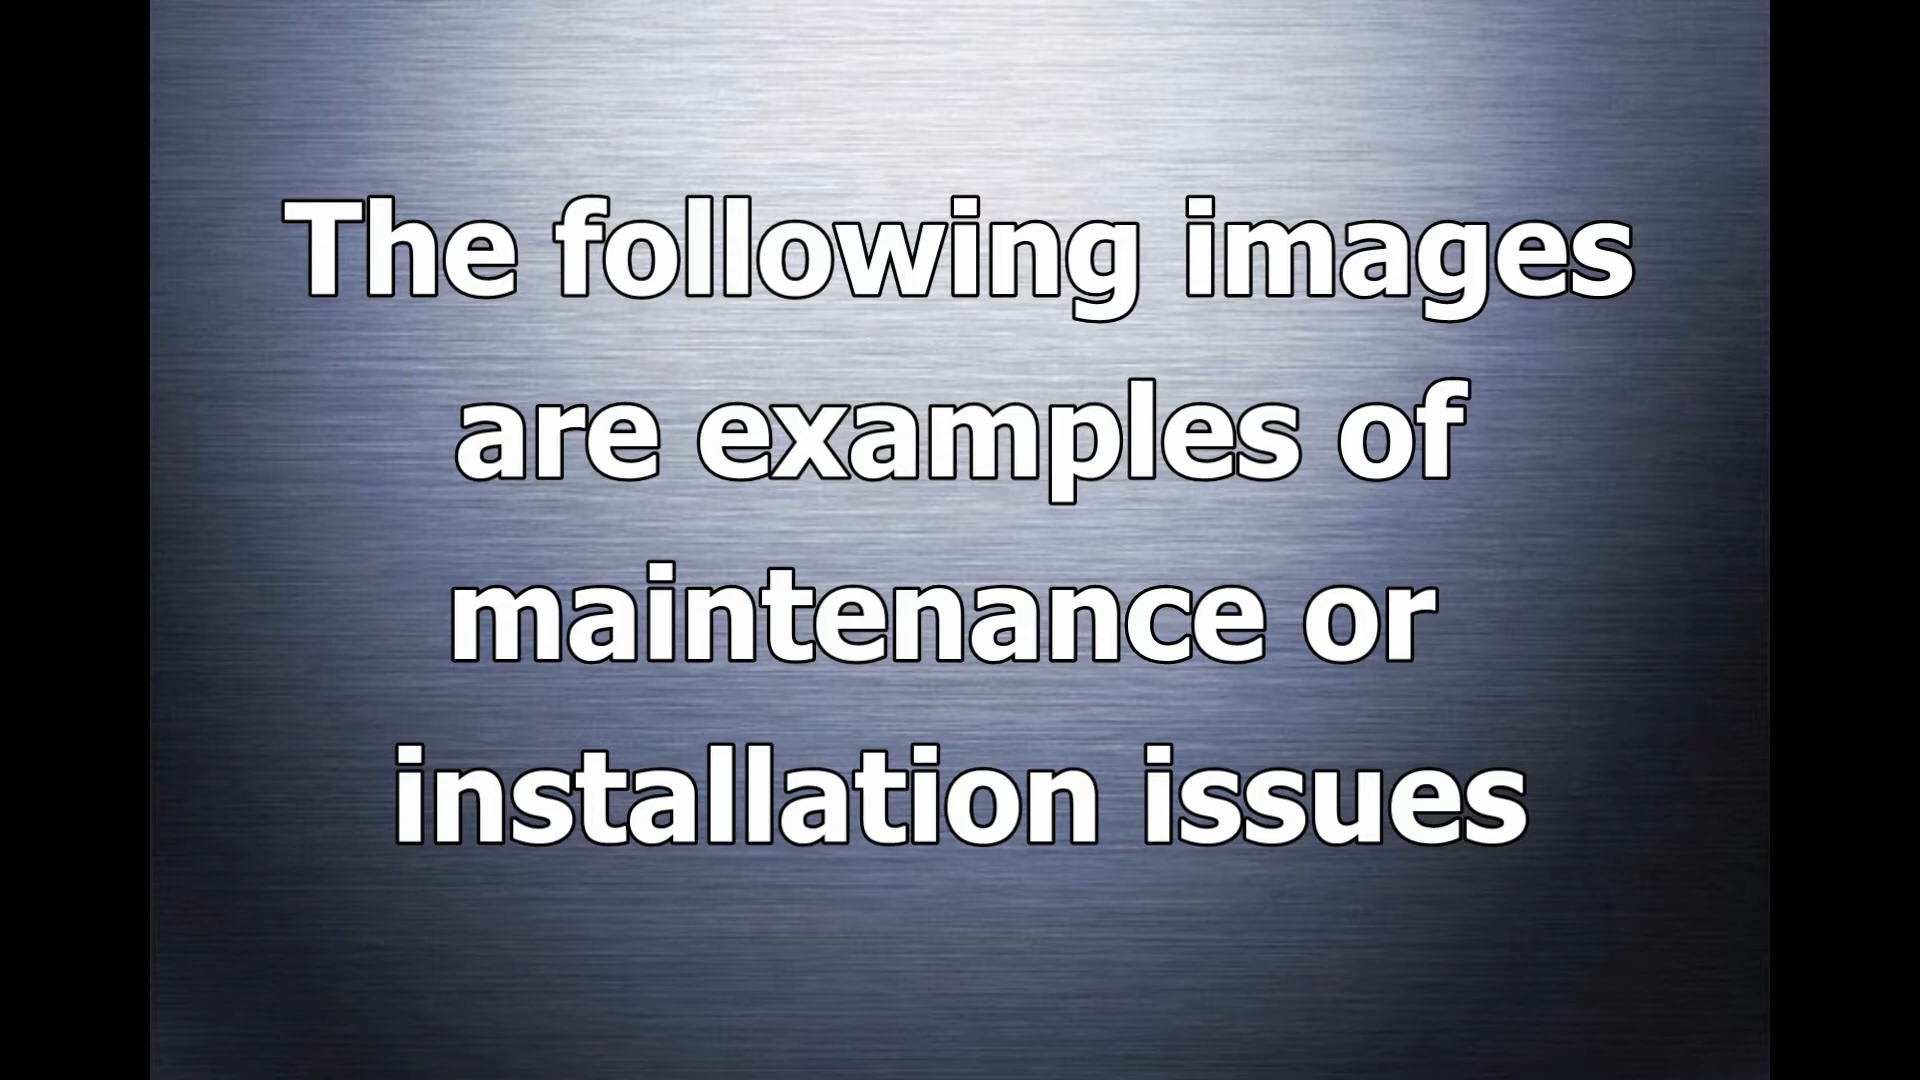 The following images
are examples of
maintenance or
installation issues